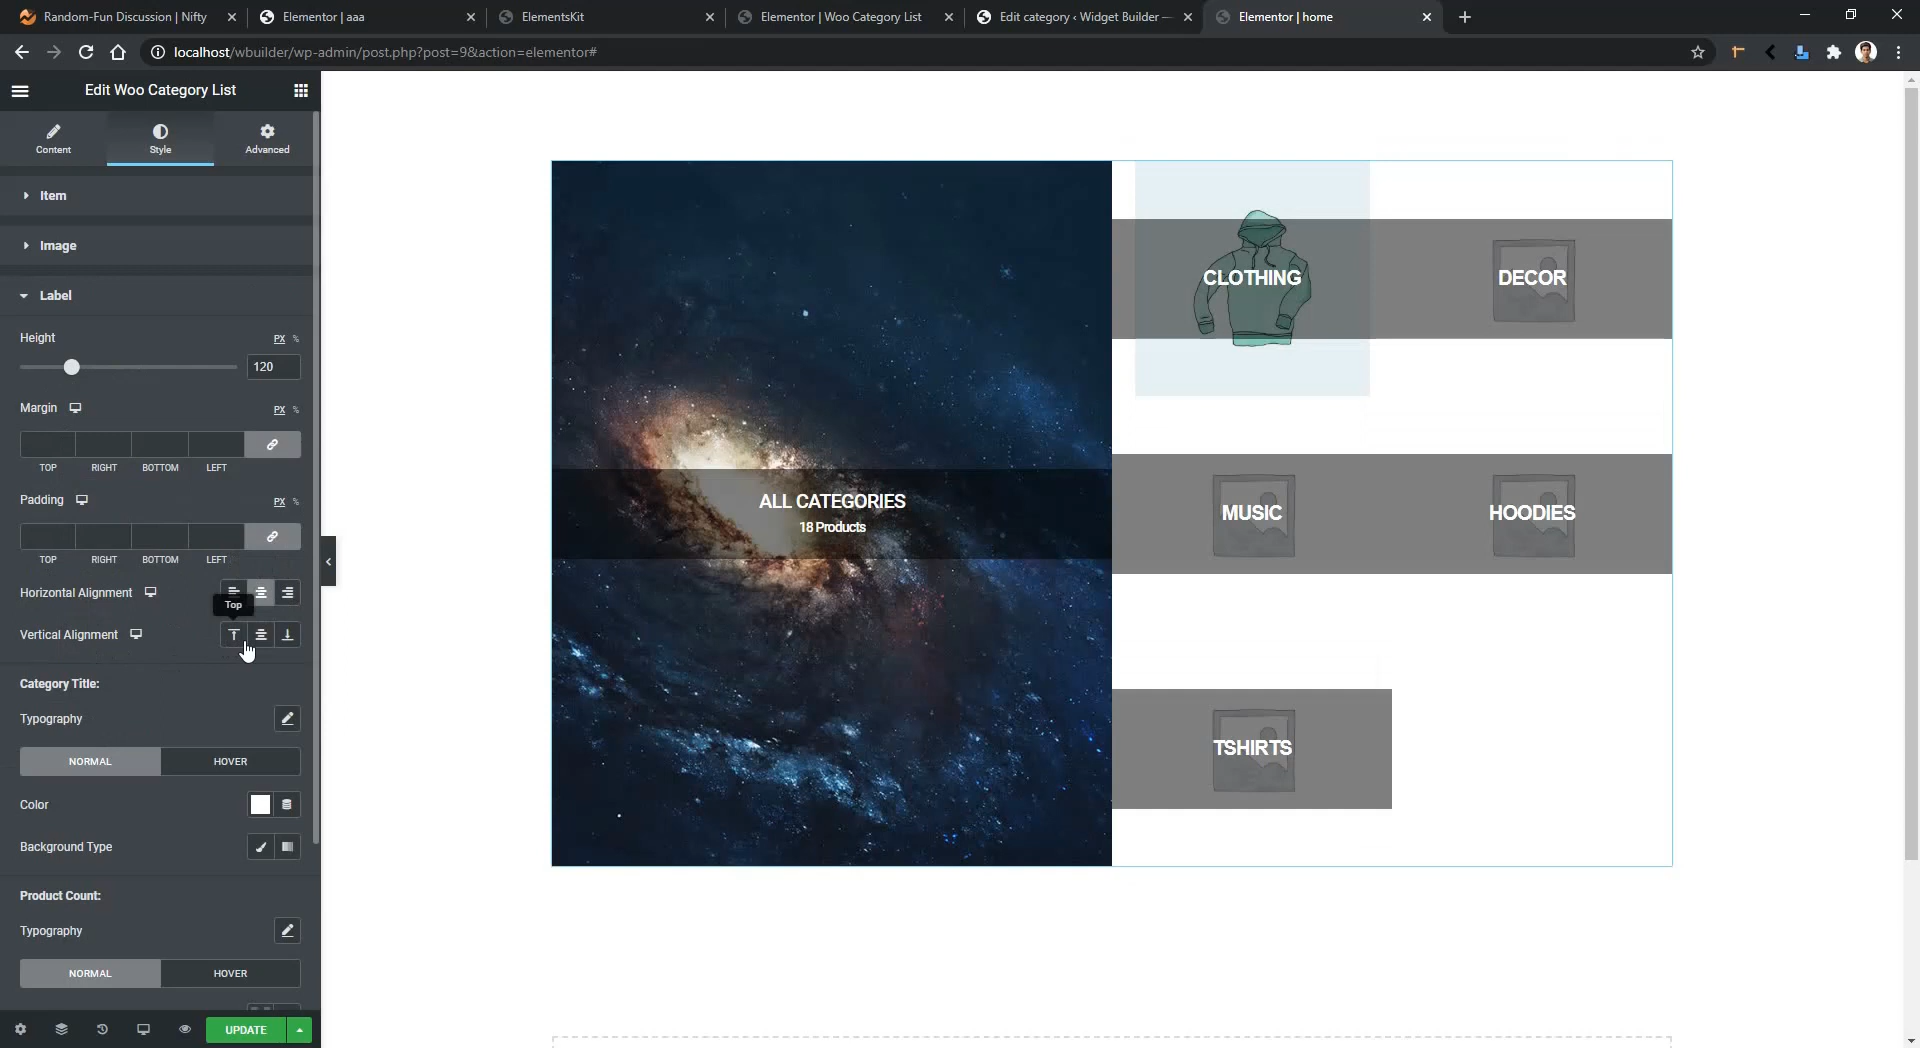 Random-Fun Discussion | Nifty
Elementor | aaa
ElementsKit
Elementor | Woo Category List
Edit category ‹ Widget Builder —
Elementor | home
localhost/wbuilder/wp-admin/post.php?post=9&action=elementor#
Edit Woo Category List
Content
Style
Advanced
Item
Image
Label
Height
PX %
120
Margin
PX %
TOP RIGHT BOTTOM LEFT
Padding
PX %
TOP RIGHT BOTTOM LEFT
Horizontal Alignment
Top
Vertical Alignment
Category Title:
Typography
NORMAL HOVER
Color
Background Type
Product Count:
Typography
NORMAL HOVER
UPDATE
ALL CATEGORIES
18 Products
CLOTHING
DECOR
MUSIC
HOODIES
TSHIRTS